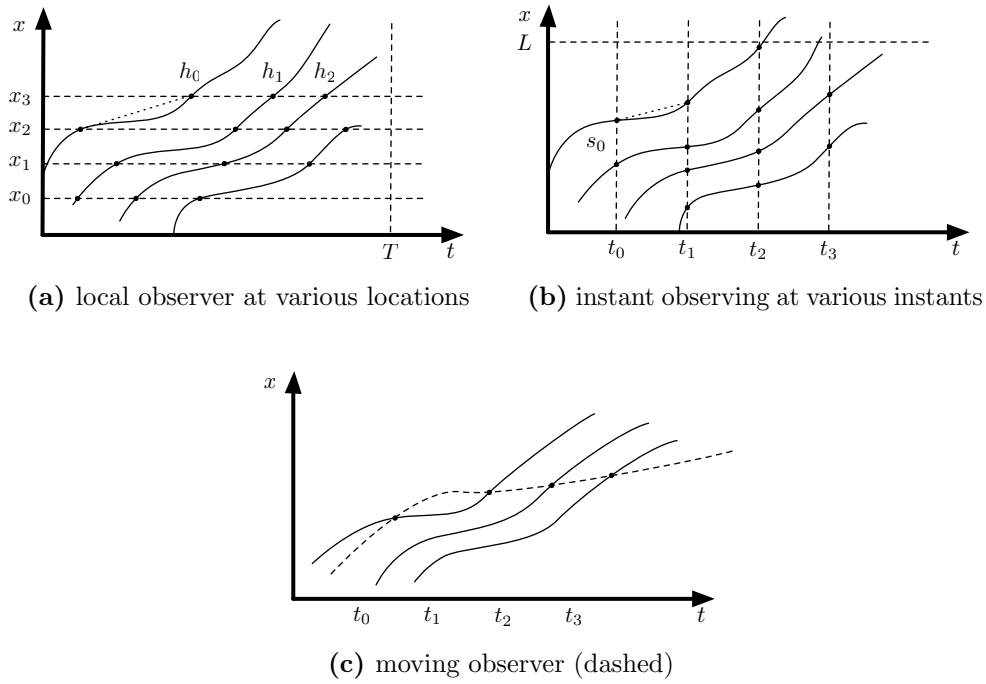 x
h₀ h₁ h₂
x₃
x₂
x₁
x₀
T t
(a) local observer at various locations
x
L
s₀
t₀ t₁ t₂ t₃ t
(b) instant observing at various instants
x
t₀ t₁ t₂ t₃ t
(c) moving observer (dashed)